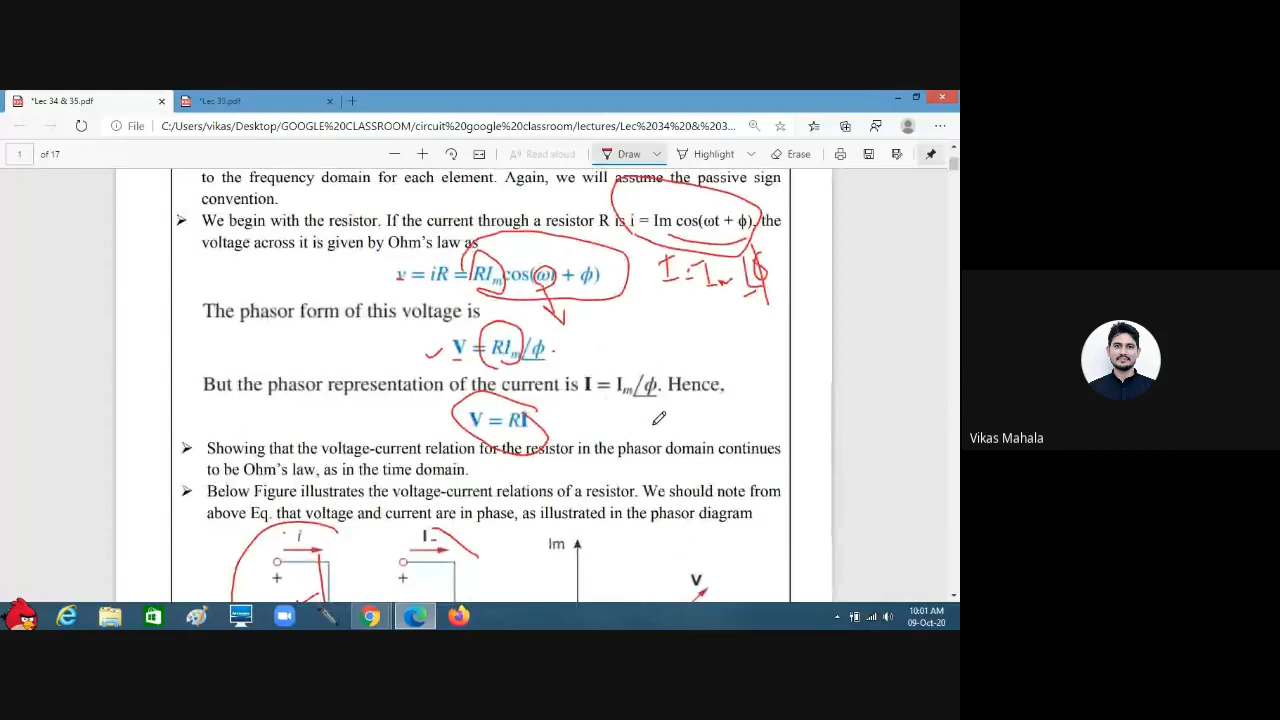 *Lec 34 & 35.pdf
*Lec 33.pdf
File C:/Users/vikas/Desktop/GOOGLE%20CLASSROOM/circuit%20google%20classroom/lectures/Lec%2034%20&%203...
1 of 17 Read aloud Draw Highlight Erase
to the frequency domain for each element. Again, we will assume the passive sign
convention.
➤ We begin with the resistor. If the current through a resistor R is i = Im cos(ωt + ϕ), the
voltage across it is given by Ohm's law as
v = iR = RIm cos(ωt + ϕ)
I = Im ∠ϕ
The phasor form of this voltage is
V = RIm/ϕ
But the phasor representation of the current is I = Im/ϕ. Hence,
V = RI
➤ Showing that the voltage-current relation for the resistor in the phasor domain continues
to be Ohm's law, as in the time domain.
➤ Below Figure illustrates the voltage-current relations of a resistor. We should note from
above Eq. that voltage and current are in phase, as illustrated in the phasor diagram
i
I
Im
+
+
V
Vikas Mahala
10:01 AM
09-Oct-20